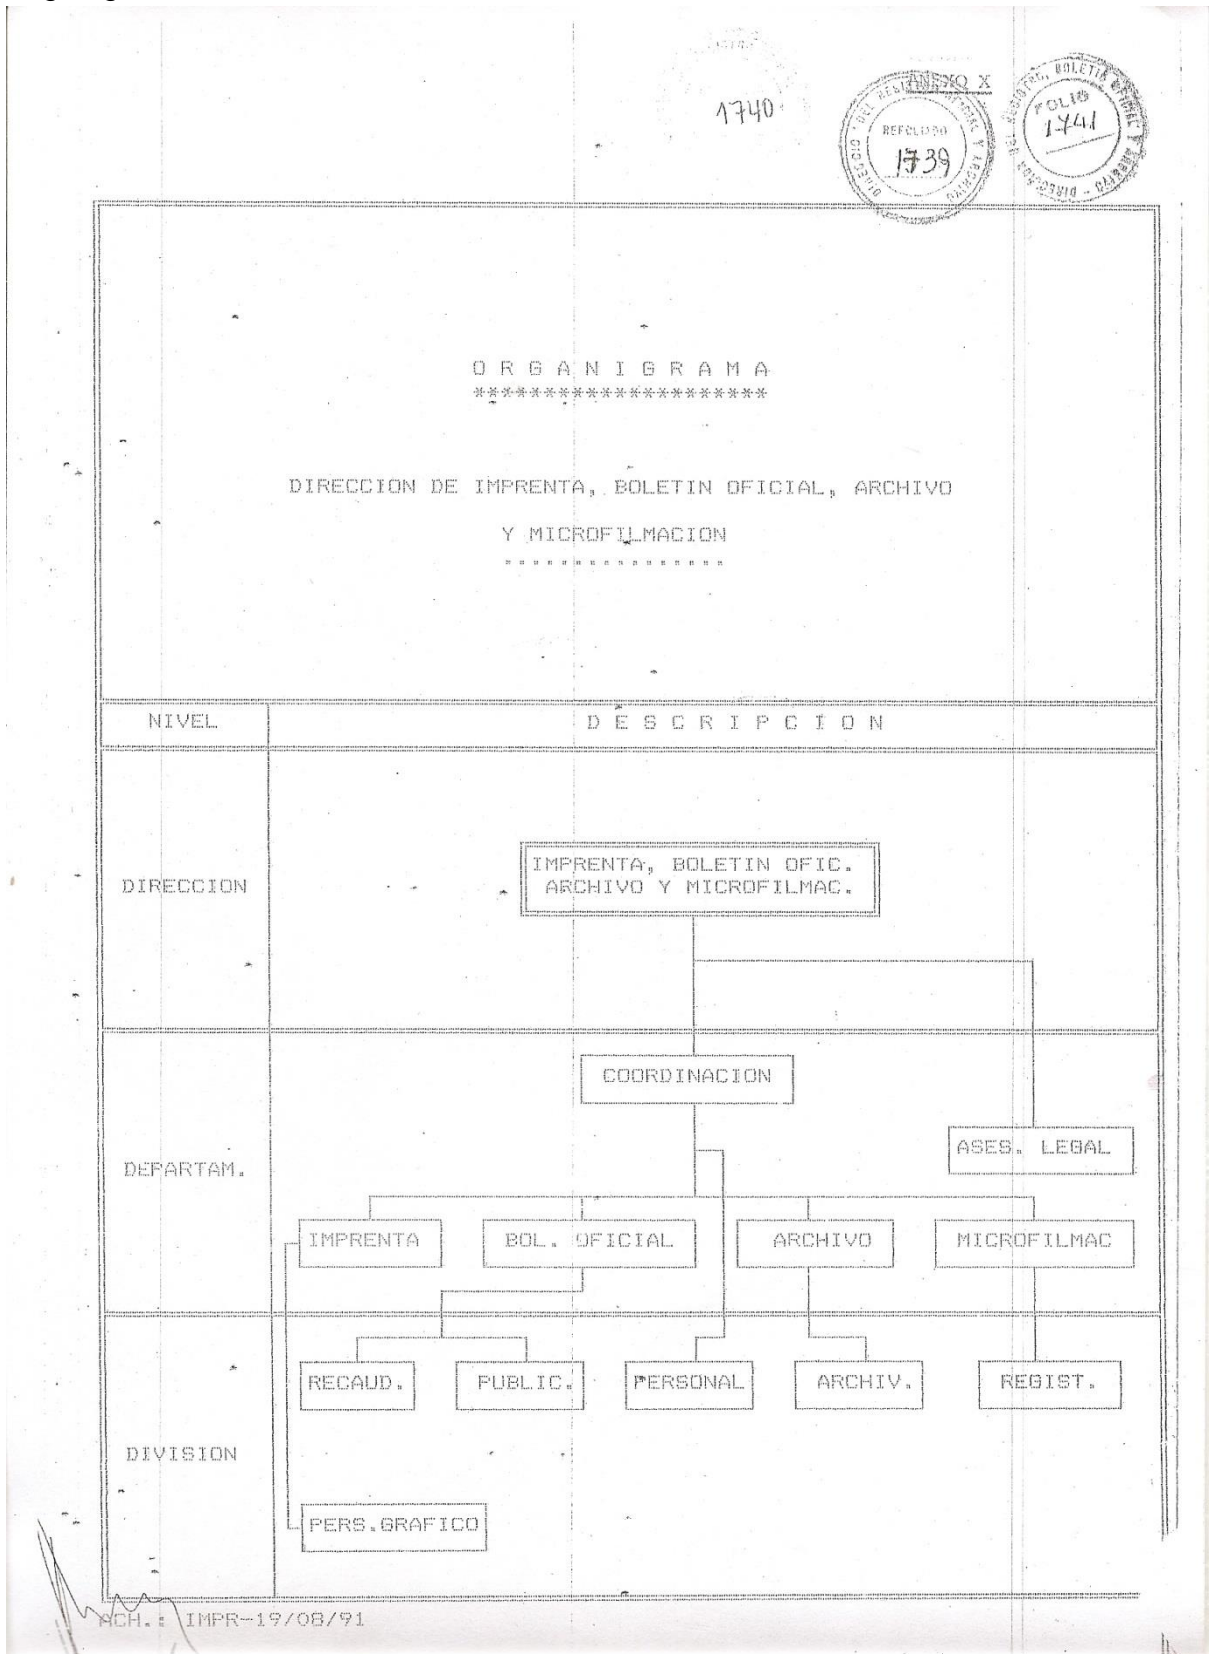 ANEXO X
1740
REFOLIADO
1739
FOLIO
1741
O R G A N I G R A M A
*********************
DIRECCION DE IMPRENTA, BOLETIN OFICIAL, ARCHIVO
Y MICROFILMACION
NIVEL
D E S C R I P C I O N
DIRECCION
IMPRENTA, BOLETIN OFIC.
ARCHIVO Y MICROFILMAC.
DEPARTAM.
COORDINACION
ASES. LEGAL
IMPRENTA
BOL. OFICIAL
ARCHIVO
MICROFILMAC
DIVISION
RECAUD.
PUBLIC.
PERSONAL
ARCHIV.
REGIST.
PERS.GRAFICO
ACH.: IMPR-19/08/91